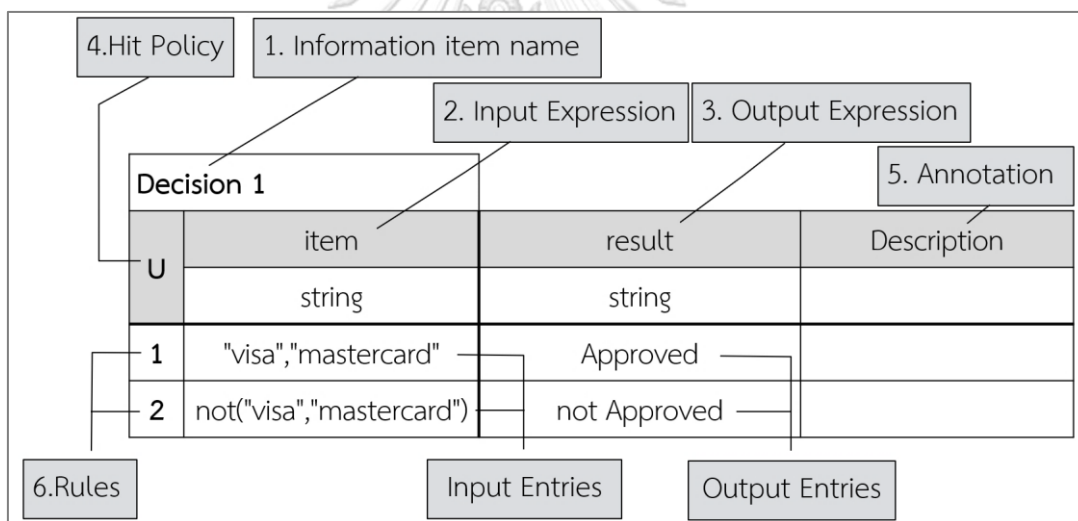 4.Hit Policy
1. Information item name
2. Input Expression
3. Output Expression
5. Annotation
Decision 1
U
item
result
Description
string
string
1
"visa","mastercard"
Approved
2
not("visa","mastercard")
not Approved
6.Rules
Input Entries
Output Entries